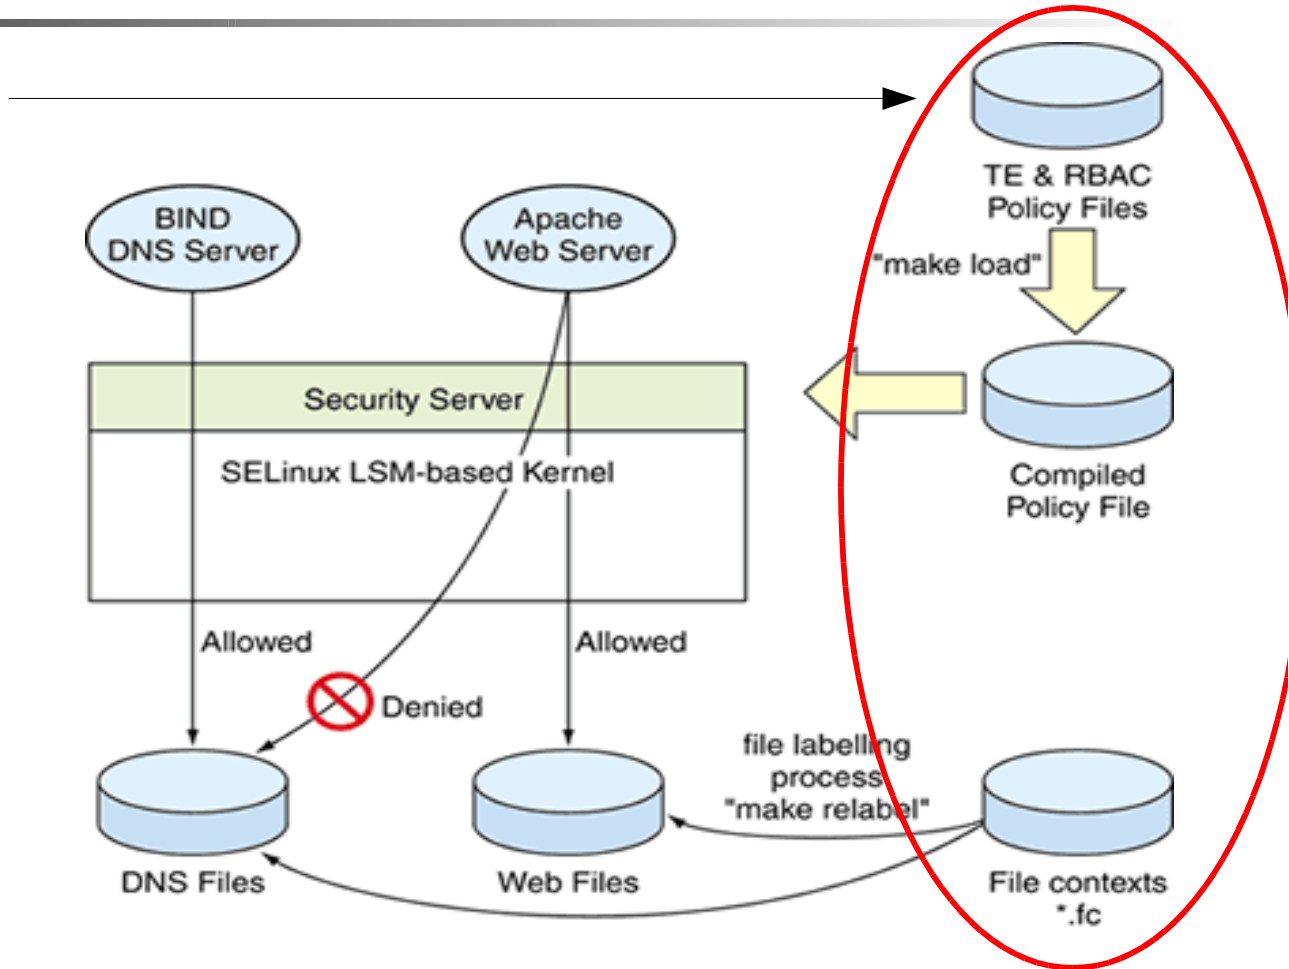 TE & RBAC
Policy Files
BIND
DNS Server
Apache
Web Server
"make load"
Security Server
SELinux LSM-based Kernel
Compiled
Policy File
Allowed
Allowed
Denied
file labelling
process
"make relabel"
DNS Files
Web Files
File contexts
*.fc